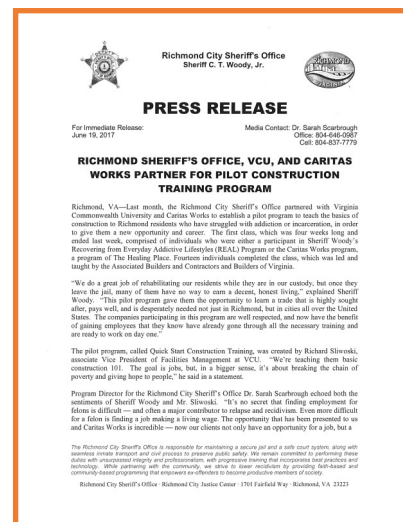 Richmond City Sheriff's Office
Sheriff C. T. Woody, Jr.
RICHMOND
VIRGINIA
PRESS RELEASE
For Immediate Release:
June 19, 2017
Media Contact: Dr. Sarah Scarbrough
Office: 804-646-0987
Cell: 804-837-7779
RICHMOND SHERIFF'S OFFICE, VCU, AND CARITAS
WORKS PARTNER FOR PILOT CONSTRUCTION
TRAINING PROGRAM
Richmond, VA—Last month, the Richmond City Sheriff's Office partnered with Virginia
Commonwealth University and Caritas Works to establish a pilot program to teach the basics of
construction to Richmond residents who have struggled with addiction or incarceration, in order
to give them a new opportunity and career. The first class, which was four weeks long and
ended last week, comprised of individuals who were either a participant in Sheriff Woody's
Recovering from Everyday Addictive Lifestyles (REAL) Program or the Caritas Works program,
a program of The Healing Place. Fourteen individuals completed the class, which was led and
taught by the Associated Builders and Contractors and Builders of Virginia.
"We do a great job of rehabilitating our residents while they are in our custody, but once they
leave the jail, many of them have no way to earn a decent, honest living," explained Sheriff
Woody. "This pilot program gave them the opportunity to learn a trade that is highly sought
after, pays well, and is desperately needed not just in Richmond, but in cities all over the United
States. The companies participating in this program are well respected, and now have the benefit
of gaining employees that they know have already gone through all the necessary training and
are ready to work on day one."
The pilot program, called Quick Start Construction Training, was created by Richard Sliwoski,
associate Vice President of Facilities Management at VCU. "We're teaching them basic
construction 101. The goal is jobs, but, in a bigger sense, it's about breaking the chain of
poverty and giving hope to people," he said in a statement.
Program Director for the Richmond City Sheriff's Office Dr. Sarah Scarbrough echoed both the
sentiments of Sheriff Woody and Mr. Sliwoski. "It's no secret that finding employment for
felons is difficult — and often a major contributor to relapse and recidivism. Even more difficult
for a felon is finding a job making a living wage. The opportunity that has been presented to us
and Caritas Works is incredible — now our clients not only have an opportunity for a job, but a
The Richmond City Sheriff's Office is responsible for maintaining a secure jail and a safe court system, along with
seamless inmate transport and civil process to preserve public safety. We remain committed to performing these
duties with unsurpassed integrity and professionalism, with progressive training that incorporates best practices and
technology. While partnering with the community, we strive to lower recidivism by providing faith-based and
community-based programming that empowers ex-offenders to become productive members of society.
Richmond City Sheriff's Office · Richmond City Justice Center · 1701 Fairfield Way · Richmond, VA 23223